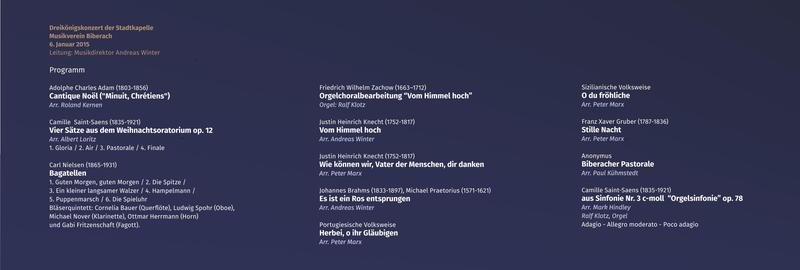 Dreikönigskonzert der Stadtkapelle
Musikverein Biberach
6. Januar 2015
Leitung: Musikdirektor Andreas Winter
Programm
Adolphe Charles Adam (1803-1856)
Cantique Noël ("Minuit, Chrétiens")
Arr. Roland Kernen
Camille Saint-Saens (1835-1921)
Vier Sätze aus dem Weihnachtsoratorium op. 12
Arr. Albert Loritz
1. Gloria / 2. Air / 3. Pastorale / 4. Finale
Carl Nielsen (1865-1931)
Bagatellen
1. Guten Morgen, guten Morgen / 2. Die Spitze /
3. Ein kleiner langsamer Walzer / 4. Hampelmann /
5. Puppenmarsch / 6. Die Spieluhr
Bläserquintett: Cornelia Bauer (Querflöte), Ludwig Spohr (Oboe),
Michael Nover (Klarinette), Ottmar Herrmann (Horn)
und Gabi Fritzenschaft (Fagott).
Friedrich Wilhelm Zachow (1663–1712)
Orgelchoralbearbeitung "Vom Himmel hoch"
Orgel: Ralf Klotz
Justin Heinrich Knecht (1752-1817)
Vom Himmel hoch
Arr. Andreas Winter
Justin Heinrich Knecht (1752-1817)
Wie können wir, Vater der Menschen, dir danken
Arr. Peter Marx
Johannes Brahms (1833-1897), Michael Praetorius (1571-1621)
Es ist ein Ros entsprungen
Arr. Andreas Winter
Portugiesische Volksweise
Herbei, o ihr Gläubigen
Arr. Peter Marx
Sizilianische Volksweise
O du fröhliche
Arr. Peter Marx
Franz Xaver Gruber (1787-1836)
Stille Nacht
Arr. Peter Marx
Anonymus
Biberacher Pastorale
Arr. Paul Kühmstedt
Camille Saint-Saens (1835-1921)
aus Sinfonie Nr. 3 c-moll "Orgelsinfonie" op. 78
Arr. Mark Hindley
Ralf Klotz, Orgel
Adagio - Allegro moderato - Poco adagio